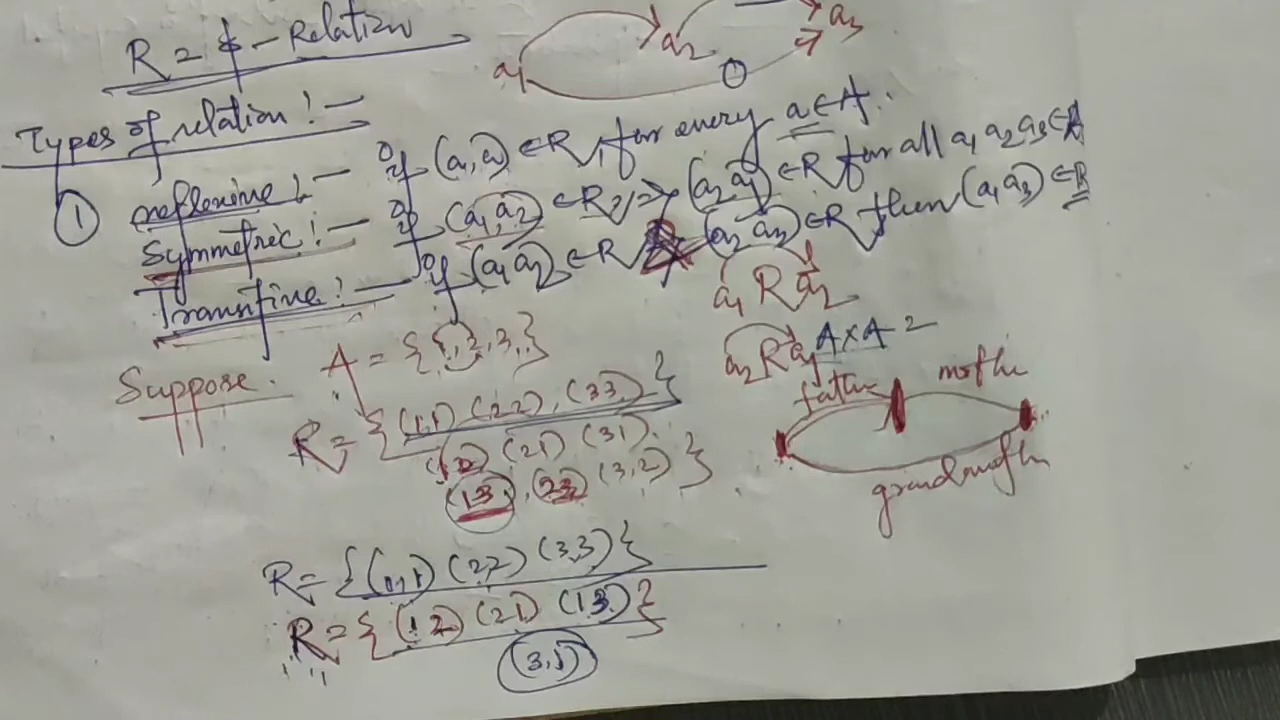 R = ϕ - Relation
a1 a2 a3
Types of relation : —
① reflexive : — if (a, a) ∈ R, for every a ∈ A.
Symmetric : — if (a1, a2) ∈ R, ⇒ (a2 a1) ∈ R for all a1 a2 a3 ∈ A
Transitive : — if (a1 a2) ∈ R (a2 a3) ∈ R then (a1 a3) ∈ R
a1 R a2
a2 R a1 A×A =
Suppose. A = {1, 2, 3,}
father mothe
R = {(1,1) (2 2), (3 3)}
(1 2) (2 1) (3 1)
(1 3), (2 3) (3, 2) }
grandmothe
R = {(1,1) (2,2) (3,3)}
R = {(1 2) (2 1) (1 3)}
(3, 1)